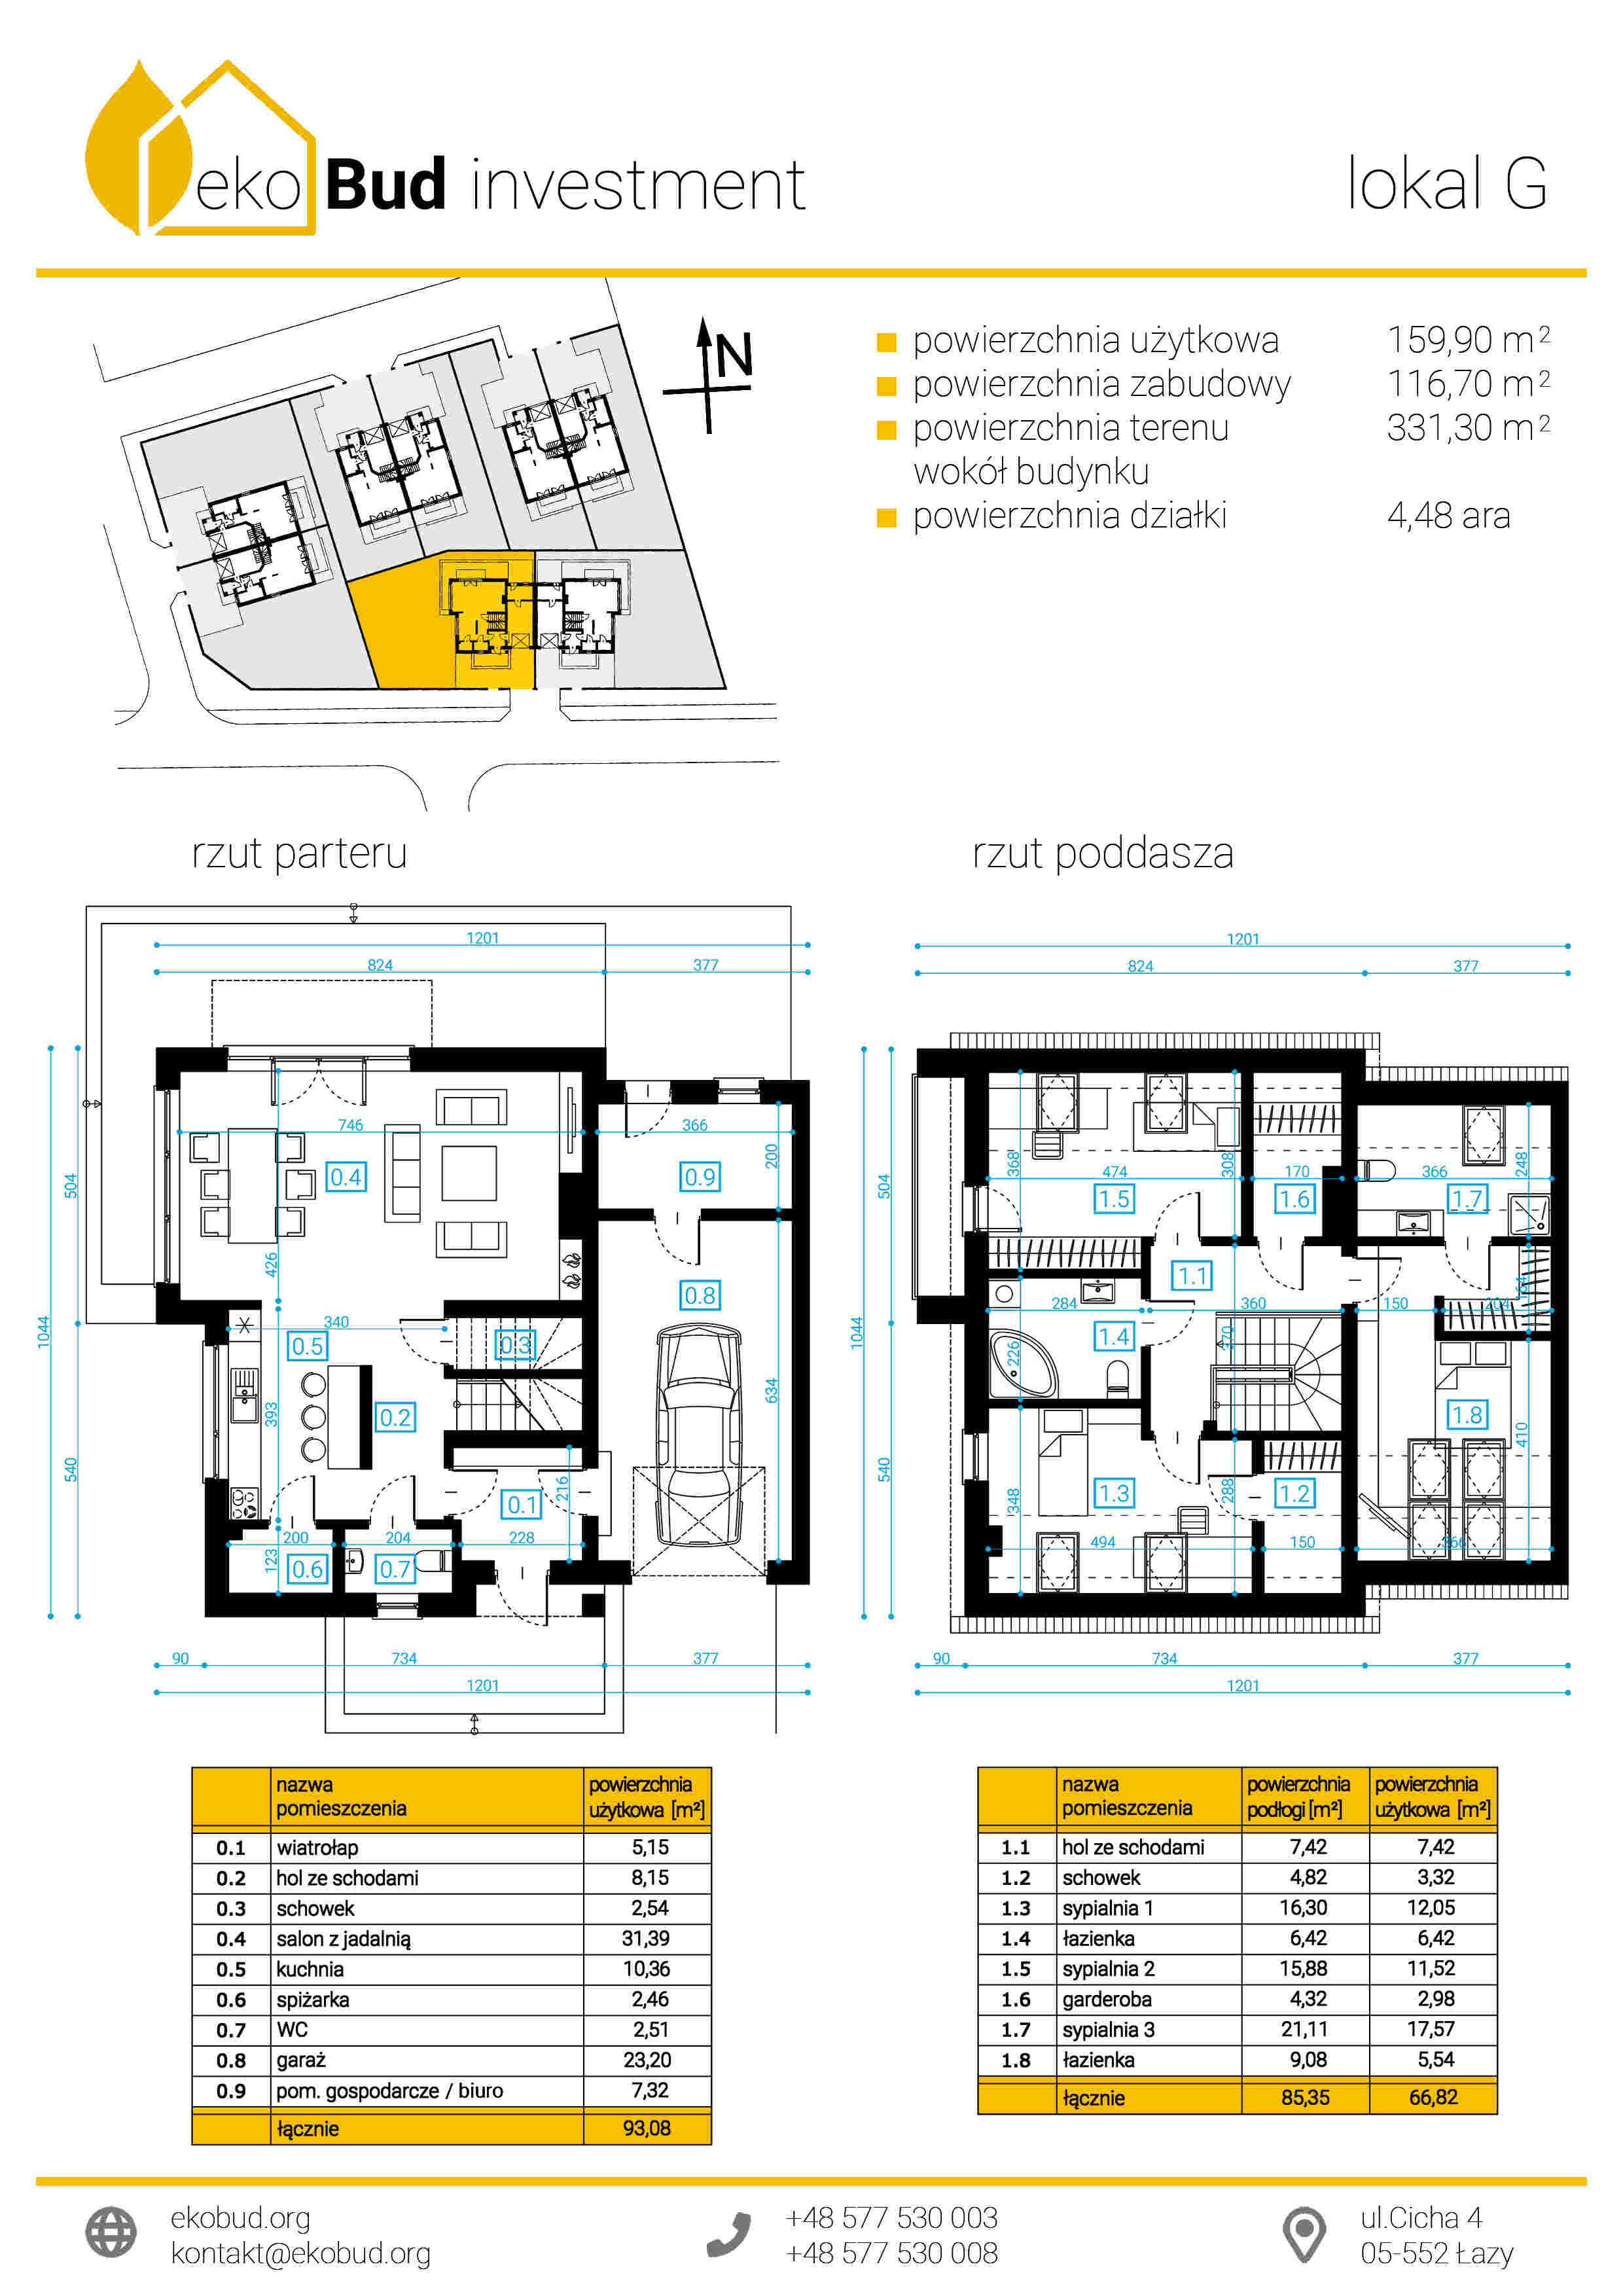 eko Bud investment
lokal G
N
powierzchnia użytkowa 159,90 m²
powierzchnia zabudowy 116,70 m²
powierzchnia terenu 331,30 m²
wokół budynku
powierzchnia działki 4,48 ara
rzut parteru
rzut poddasza
1201
824 377
1044
504
540
746
0.4
426
366
200
0.9
340
0.5
0.3
0.8
393
0.2
634
216
0.1
200
204
228
123
0.6
0.7
90 734 377
1201
1201
824 377
1044
504
540
368
474
308
170
366
248
1.5
1.6
1.7
1.1
284
360
150
204
164
1.4
226
370
1.8
410
348
1.3
288
1.2
494
150
366
90 734 377
1201
nazwa pomieszczenia powierzchnia użytkowa [m²]
0.1 wiatrołap 5,15
0.2 hol ze schodami 8,15
0.3 schowek 2,54
0.4 salon z jadalnią 31,39
0.5 kuchnia 10,36
0.6 spiżarka 2,46
0.7 WC 2,51
0.8 garaż 23,20
0.9 pom. gospodarcze / biuro 7,32
łącznie 93,08
nazwa pomieszczenia powierzchnia podłogi [m²] powierzchnia użytkowa [m²]
1.1 hol ze schodami 7,42 7,42
1.2 schowek 4,82 3,32
1.3 sypialnia 1 16,30 12,05
1.4 łazienka 6,42 6,42
1.5 sypialnia 2 15,88 11,52
1.6 garderoba 4,32 2,98
1.7 sypialnia 3 21,11 17,57
1.8 łazienka 9,08 5,54
łącznie 85,35 66,82
ekobud.org
kontakt@ekobud.org
+48 577 530 003
+48 577 530 008
ul.Cicha 4
05-552 Łazy